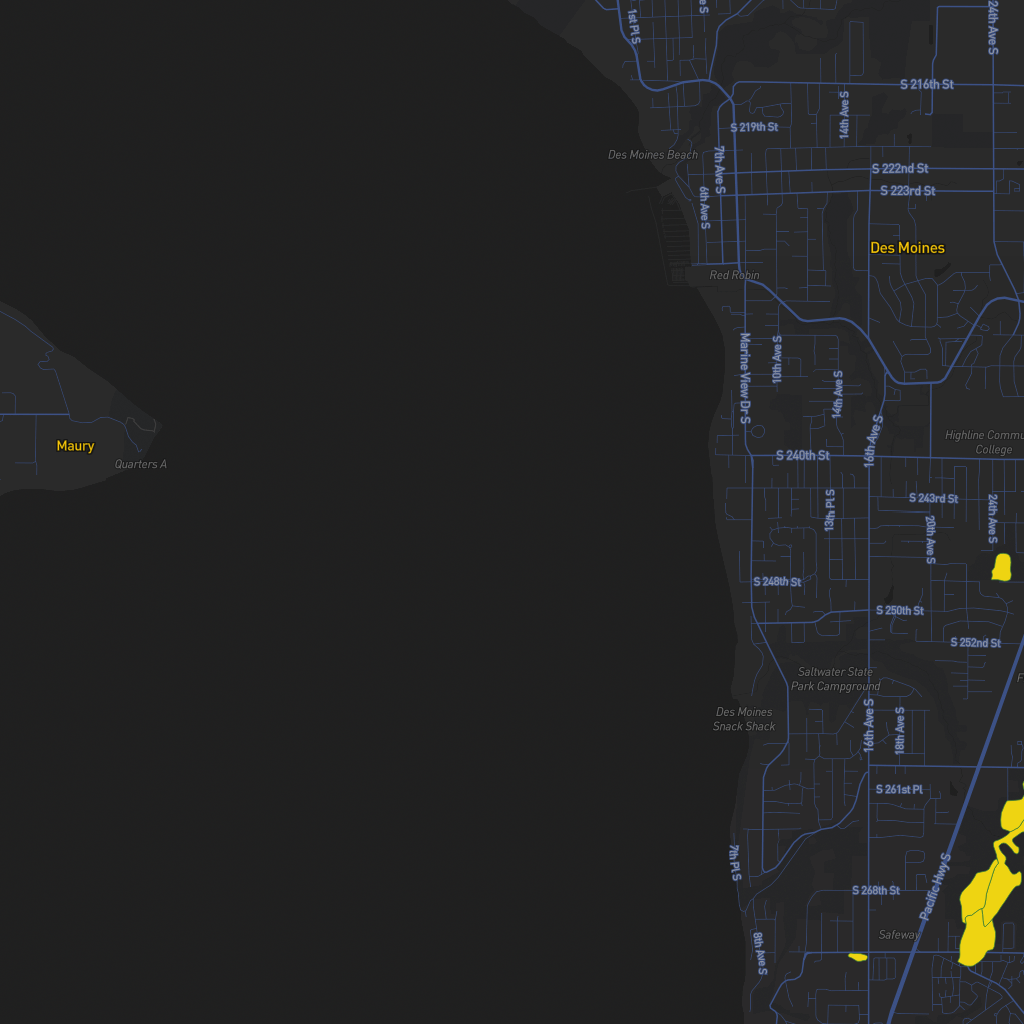 1st Pl S
e S
24th Ave S
S 216th St
14th Ave S
S 219th St
Des Moines Beach
7th Ave S
S 222nd St
S 223rd St
6th Ave S
Des Moines
Red Robin
Marine View Dr S
10th Ave S
14th Ave S
16th Ave S
Maury
Quarters A
Highline Commu
College
S 240th St
13th Pl S
S 243rd St
24th Ave S
20th Ave S
S 248th St
S 250th St
S 252nd St
Saltwater State
Park Campground
F
Des Moines
Snack Shack
16th Ave S
18th Ave S
S 261st Pl
7th Pl S
Pacific Hwy S
S 268th St
8th Ave S
Safeway